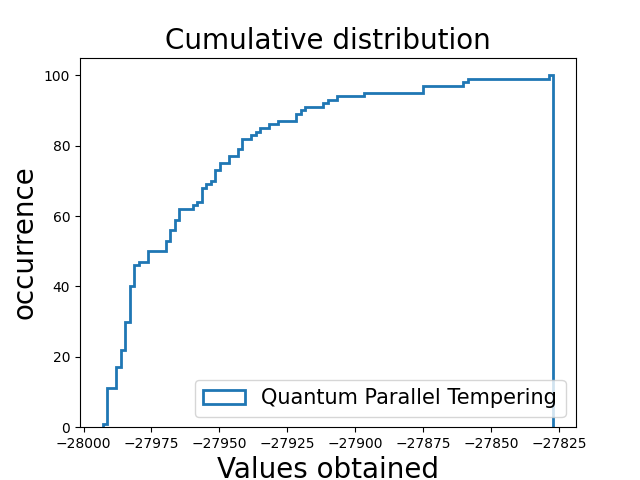 Cumulative distribution
occurrence
100
80
60
40
20
0
Quantum Parallel Tempering
−28000 −27975 −27950 −27925 −27900 −27875 −27850 −27825
Values obtained